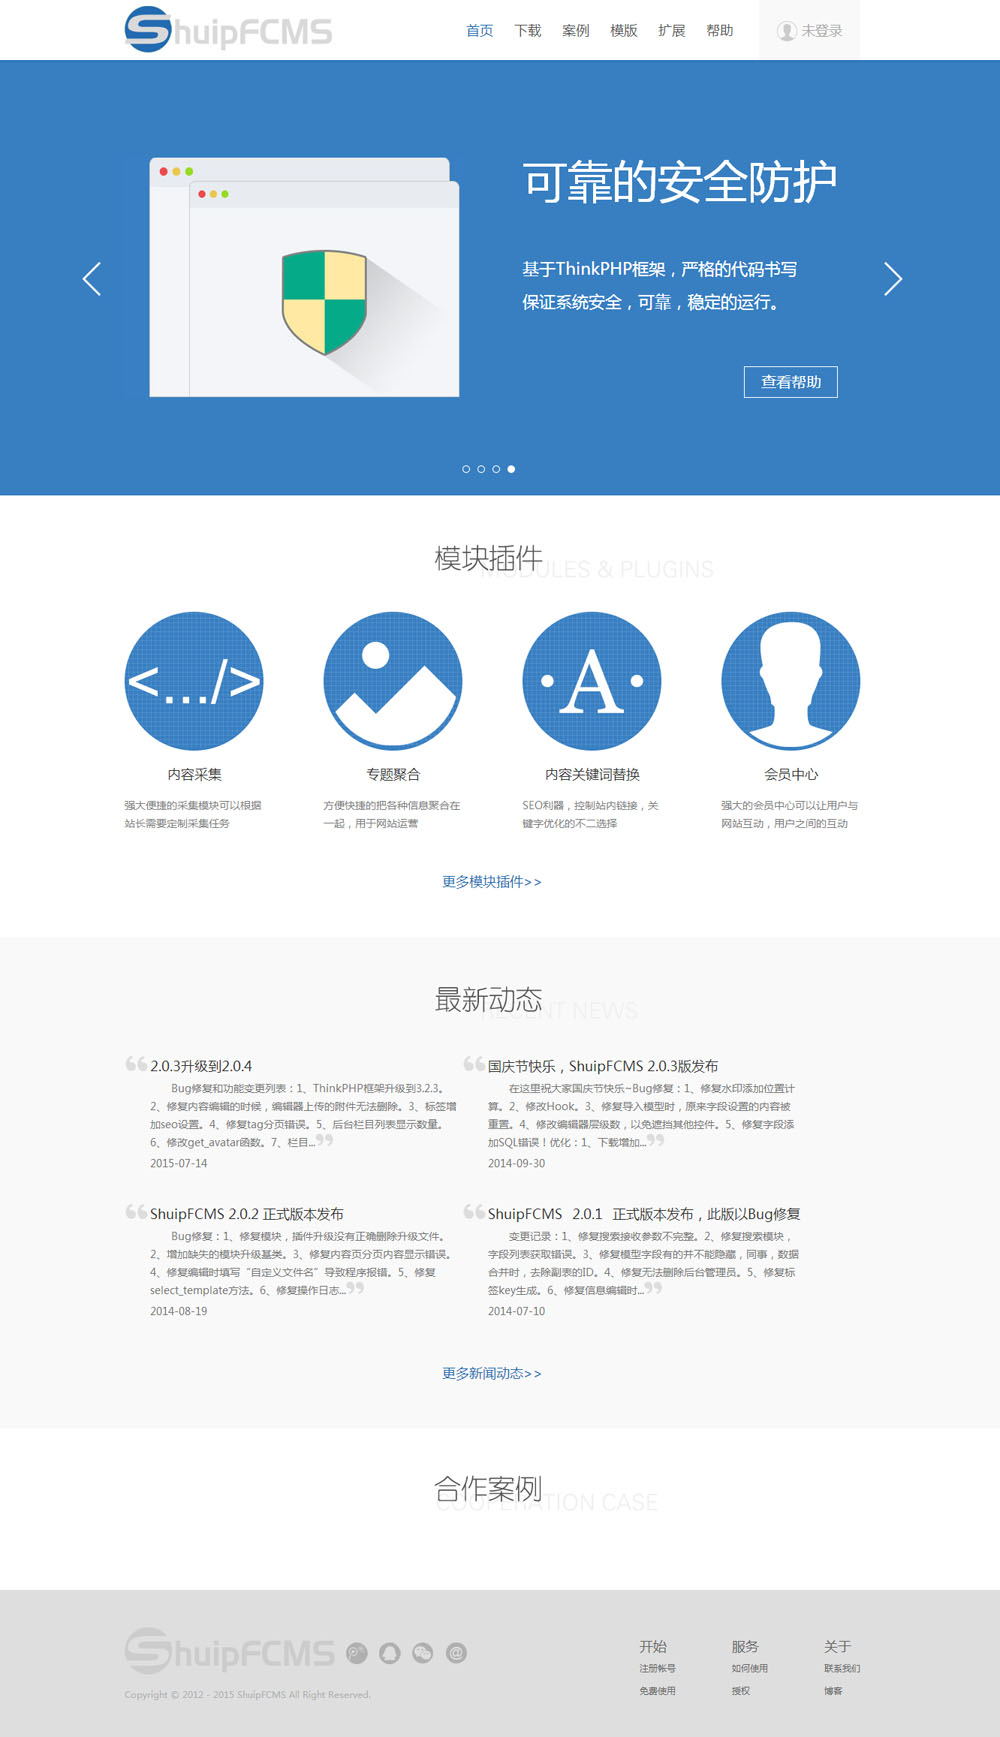 ShuipFCMS
首页 下载 案例 模版 扩展 帮助 未登录
可靠的安全防护
基于ThinkPHP框架，严格的代码书写
保证系统安全，可靠，稳定的运行。
查看帮助
模块插件
MODULES & PLUGINS
<.../>
A
内容采集
强大便捷的采集模块可以根据
站长需要定制采集任务
专题聚合
方便快捷的把各种信息聚合在
一起，用于网站运营
内容关键词替换
SEO利器，控制站内链接，关
键字优化的不二选择
会员中心
强大的会员中心可以让用户与
网站互动，用户之间的互动
更多模块插件>>
最新动态
RECENT NEWS
2.0.3升级到2.0.4
Bug修复和功能变更列表：1、ThinkPHP框架升级到3.2.3。
2、修复内容编辑的时候，编辑器上传的附件无法删除。3、标签增
加seo设置。4、修复tag分页错误。5、后台栏目列表显示数量。
6、修改get_avatar函数。7、栏目...
2015-07-14
国庆节快乐，ShuipFCMS 2.0.3版发布
在这里祝大家国庆节快乐~Bug修复：1、修复水印添加位置计
算。2、修改Hook。3、修复导入模型时，原来字段设置的内容被
重置。4、修改编辑器层级数，以免遮挡其他控件。5、修复字段添
加SQL错误！优化：1、下载增加...
2014-09-30
ShuipFCMS 2.0.2 正式版本发布
Bug修复：1、修复模块，插件升级没有正确删除升级文件。
2、增加缺失的模块升级基类。3、修复内容页分页内容显示错误。
4、修复编辑时填写“自定义文件名”导致程序报错。5、修复
select_template方法。6、修复操作日志...
2014-08-19
ShuipFCMS 2.0.1 正式版本发布，此版以Bug修复
变更记录：1、修复搜索接收参数不完整。2、修复搜索模块，
字段列表获取错误。3、修复模型字段有的并不能隐藏，同事，数据
合并时，去除副表的ID。4、修复无法删除后台管理员。5、修复标
签key生成。6、修复信息编辑时...
2014-07-10
更多新闻动态>>
合作案例
COOPERATION CASE
ShuipFCMS
Copyright © 2012 - 2015 ShuipFCMS All Right Reserved.
开始
注册帐号
免费使用
服务
如何使用
授权
关于
联系我们
博客